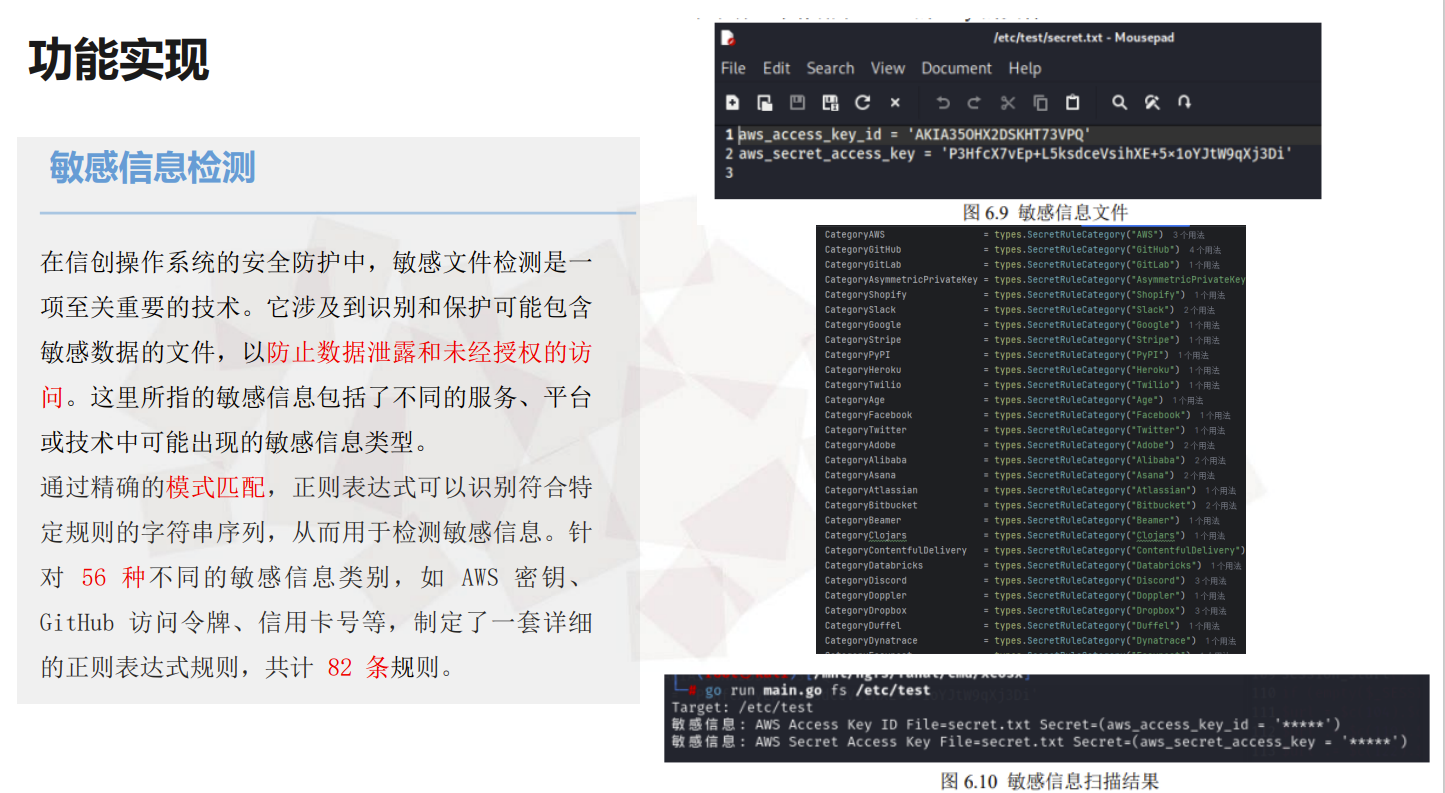 功能实现
敏感信息检测
在信创操作系统的安全防护中，敏感文件检测是一
项至关重要的技术。它涉及到识别和保护可能包含
敏感数据的文件，以防止数据泄露和未经授权的访
问。这里所指的敏感信息包括了不同的服务、平台
或技术中可能出现的敏感信息类型。
通过精确的模式匹配，正则表达式可以识别符合特
定规则的字符串序列，从而用于检测敏感信息。针
对 56 种不同的敏感信息类别，如 AWS 密钥、
GitHub 访问令牌、信用卡号等，制定了一套详细
的正则表达式规则，共计 82 条规则。
/etc/test/secret.txt - Mousepad
File Edit Search View Document Help
1 aws_access_key_id = 'AKIA35OHX2DSKHT73VPQ'
2 aws_secret_access_key = 'P3HfcX7vEp+L5ksdceVsihXE+5×1oYJtW9qXj3Di'
3
图 6.9 敏感信息文件
CategoryAWS = types.SecretRuleCategory("AWS") 3个用法
CategoryGitHub = types.SecretRuleCategory("GitHub") 4个用法
CategoryGitLab = types.SecretRuleCategory("GitLab") 1个用法
CategoryAsymmetricPrivateKey = types.SecretRuleCategory("AsymmetricPrivateKey
CategoryShopify = types.SecretRuleCategory("Shopify") 1个用法
CategorySlack = types.SecretRuleCategory("Slack") 2个用法
CategoryGoogle = types.SecretRuleCategory("Google") 1个用法
CategoryStripe = types.SecretRuleCategory("Stripe") 1个用法
CategoryPyPI = types.SecretRuleCategory("PyPI") 1个用法
CategoryHeroku = types.SecretRuleCategory("Heroku") 1个用法
CategoryTwilio = types.SecretRuleCategory("Twilio") 1个用法
CategoryAge = types.SecretRuleCategory("Age") 1个用法
CategoryFacebook = types.SecretRuleCategory("Facebook") 1个用法
CategoryTwitter = types.SecretRuleCategory("Twitter") 1个用法
CategoryAdobe = types.SecretRuleCategory("Adobe") 2个用法
CategoryAlibaba = types.SecretRuleCategory("Alibaba") 2个用法
CategoryAsana = types.SecretRuleCategory("Asana") 2个用法
CategoryAtlassian = types.SecretRuleCategory("Atlassian") 1个用法
CategoryBitbucket = types.SecretRuleCategory("Bitbucket") 2个用法
CategoryBeamer = types.SecretRuleCategory("Beamer") 1个用法
CategoryClojars = types.SecretRuleCategory("Clojars") 1个用法
CategoryContentfulDelivery = types.SecretRuleCategory("ContentfulDelivery")
CategoryDatabricks = types.SecretRuleCategory("Databricks") 1个用法
CategoryDiscord = types.SecretRuleCategory("Discord") 3个用法
CategoryDoppler = types.SecretRuleCategory("Doppler") 1个用法
CategoryDropbox = types.SecretRuleCategory("Dropbox") 3个用法
CategoryDuffel = types.SecretRuleCategory("Duffel") 1个用法
CategoryDynatrace = types.SecretRuleCategory("Dynatrace") 1个用法
# go run main.go fs /etc/test
Target: /etc/test
敏感信息: AWS Access Key ID File=secret.txt Secret=(aws_access_key_id = '*****')
敏感信息: AWS Secret Access Key File=secret.txt Secret=(aws_secret_access_key = '*****')
图 6.10 敏感信息扫描结果